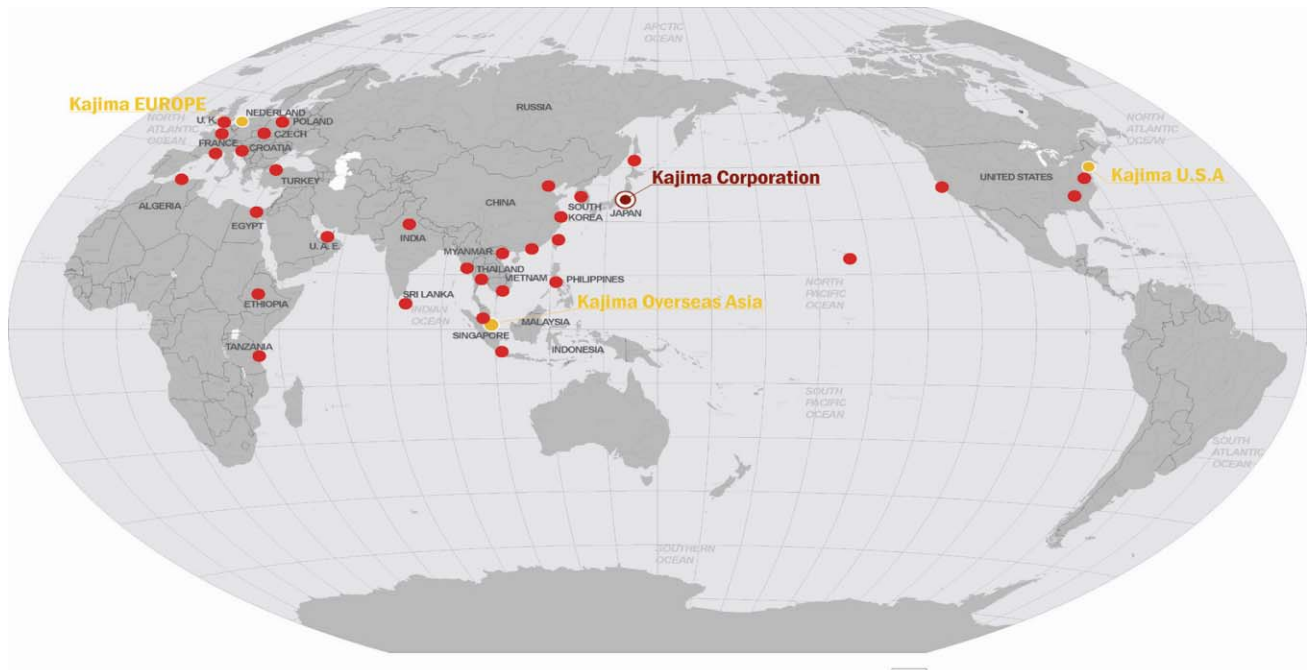 ARCTIC
OCEAN
RUSSIA
Kajima EUROPE
NEDERLAND
U. K.
POLAND
NORTH
ATLANTIC
OCEAN
CZECH
FRANCE
CROATIA
TURKEY
ALGERIA
EGYPT
U. A. E.
INDIA
CHINA
SOUTH
KOREA
JAPAN
Kajima Corporation
UNITED STATES
NORTH
ATLANTIC
OCEAN
Kajima U.S.A
MYANMAR
THAILAND
VIETNAM
PHILIPPINES
SRI LANKA
INDIAN
OCEAN
Kajima Overseas Asia
NORTH
PACIFIC
OCEAN
ETHIOPIA
MALAYSIA
SINGAPORE
INDONESIA
TANZANIA
SOUTH
PACIFIC
OCEAN
SOUTH
ATLANTIC
OCEAN
SOUTHERN
OCEAN